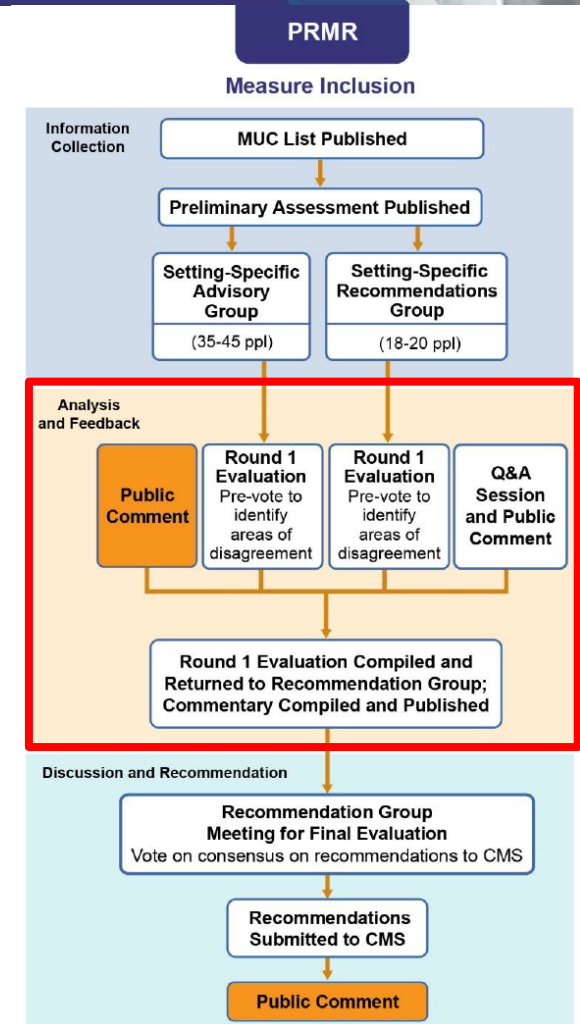 PRMR
Measure Inclusion
Information
Collection
MUC List Published
Preliminary Assessment Published
Setting-Specific
Advisory
Group
(35-45 ppl)
Setting-Specific
Recommendations
Group
(18-20 ppl)
Analysis
and Feedback
Public
Comment
Round 1
Evaluation
Pre-vote to
identify
areas of
disagreement
Round 1
Evaluation
Pre-vote to
identify
areas of
disagreement
Q&A
Session
and Public
Comment
Round 1 Evaluation Compiled and
Returned to Recommendation Group;
Commentary Compiled and Published
Discussion and Recommendation
Recommendation Group
Meeting for Final Evaluation
Vote on consensus on recommendations to CMS
Recommendations
Submitted to CMS
Public Comment